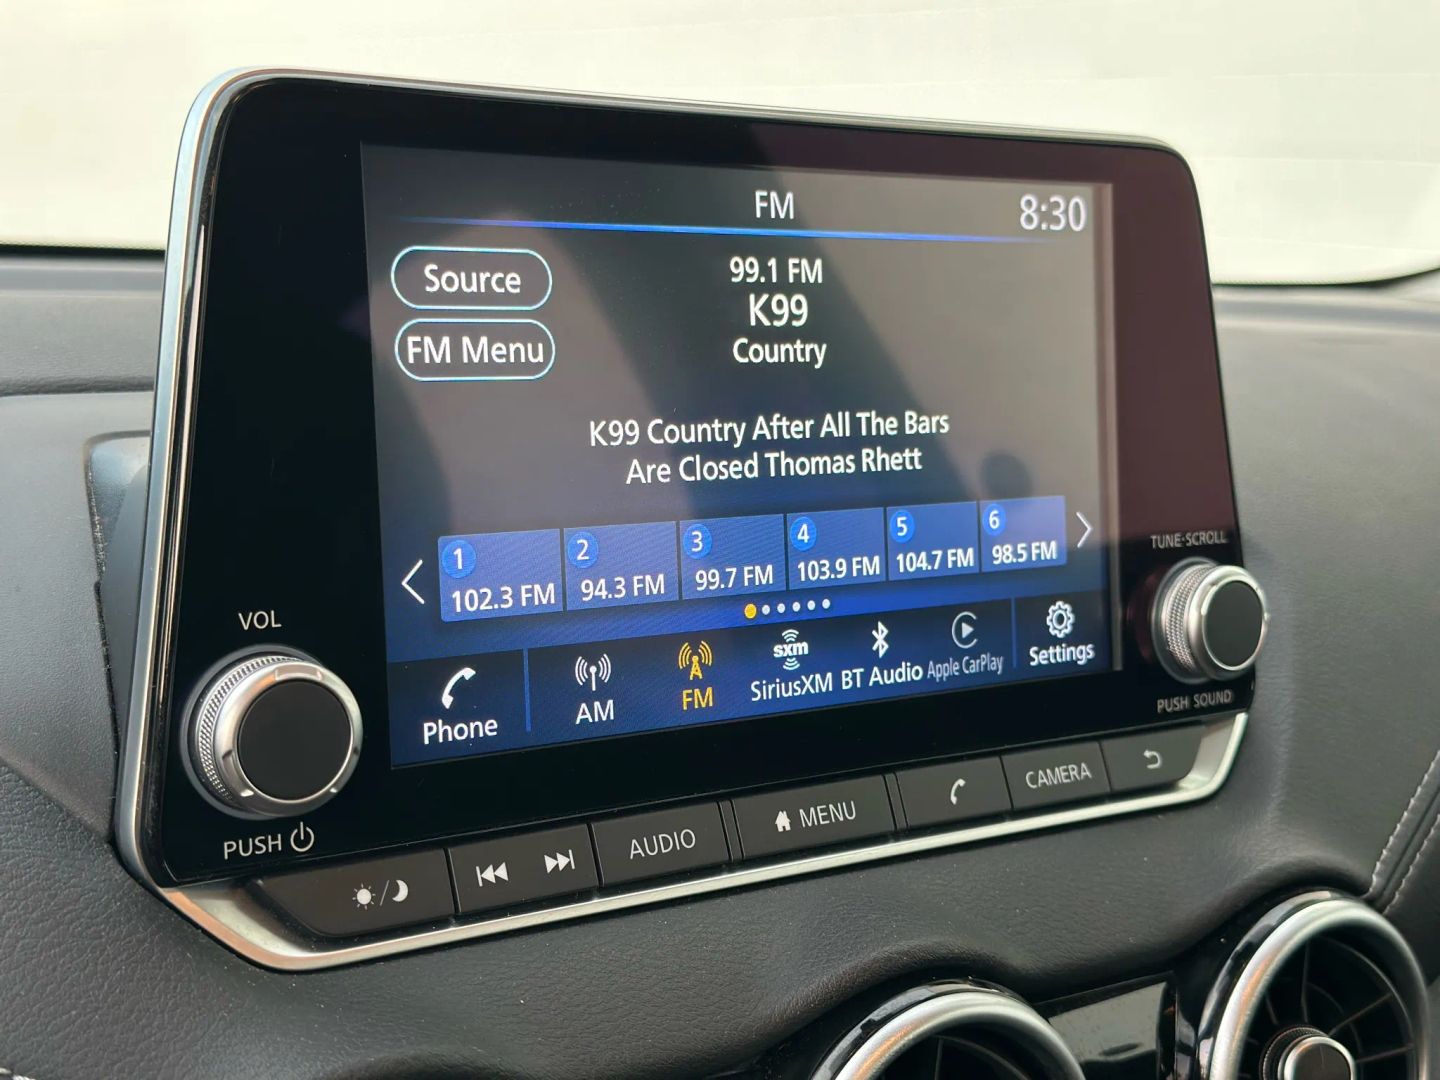 FM
8:30
Source
FM Menu
99.1 FM
K99
Country
K99 Country After All The Bars
Are Closed Thomas Rhett
1
102.3 FM
2
94.3 FM
3
99.7 FM
4
103.9 FM
5
104.7 FM
6
98.5 FM
Phone
AM
FM
sxm
SiriusXM
BT Audio
Apple CarPlay
Settings
VOL
PUSH
TUNE·SCROLL
PUSH SOUND
AUDIO
MENU
CAMERA